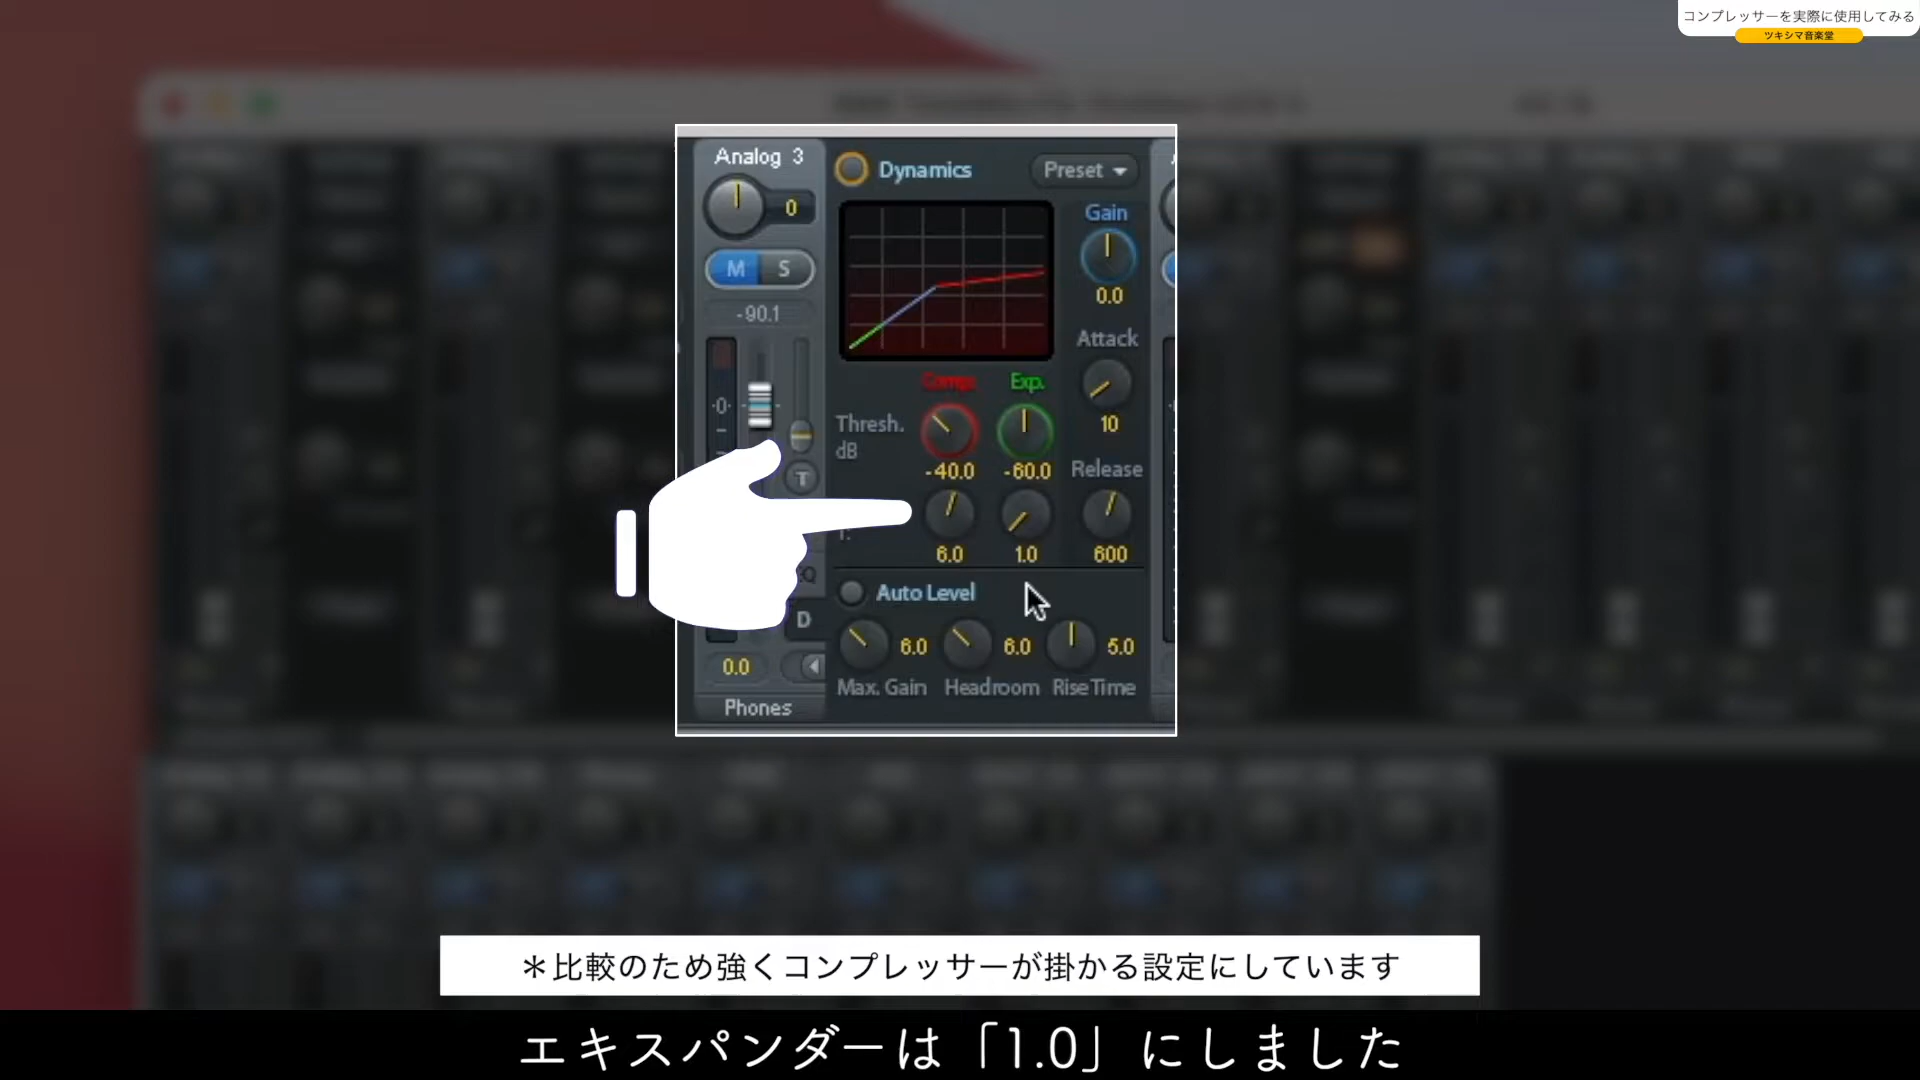 コンプレッサーを実際に使用してみる
ツキシマ音楽堂
Analog 3
0
M S
-90.1
-0-
T
D
0.0
Phones
Dynamics
Preset
Gain
0.0
Attack
10
Comp. Exp.
Thresh.
dB
-40.0 -60.0
Release
6.0 1.0 600
Auto Level
6.0 6.0 5.0
Max. Gain Headroom Rise Time
＊比較のため強くコンプレッサーが掛かる設定にしています
エキスパンダーは「1.0」にしました